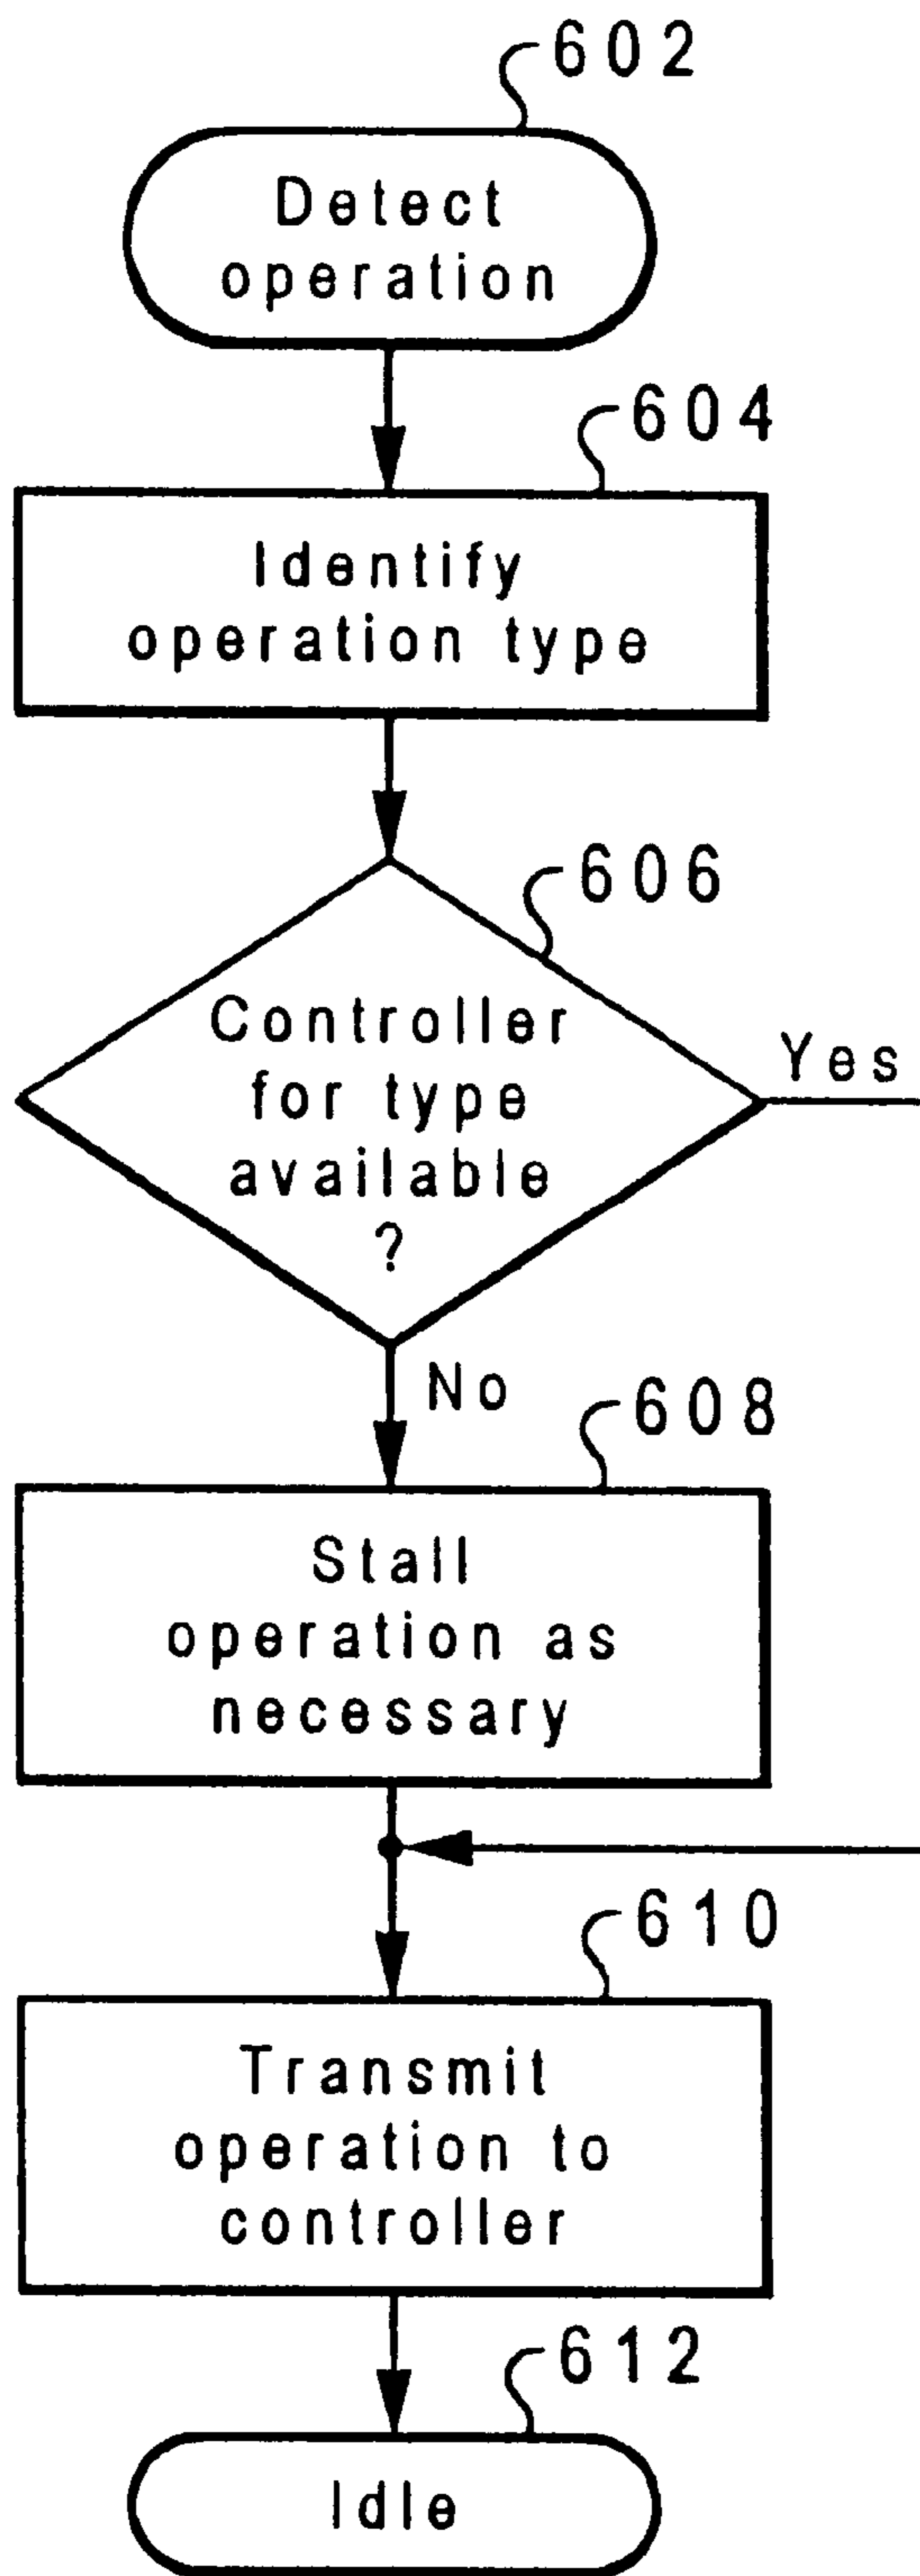 602
Detect
operation
604
Identify
operation type
606
Controller
for type
available
?
Yes
No
608
Stall
operation as
necessary
610
Transmit
operation to
controller
612
Idle